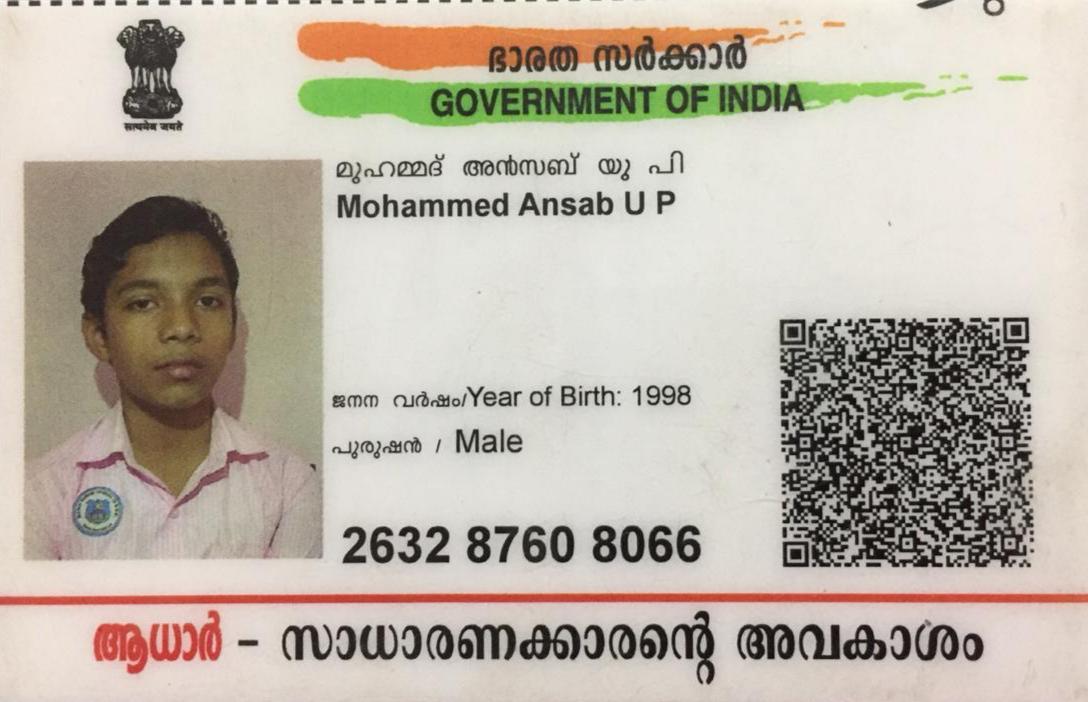 ഭാരത സർക്കാർ
GOVERNMENT OF INDIA
सत्यमेव जयते
മുഹമ്മദ് അൻസബ് യു പി
Mohammed Ansab U P
ജനന വർഷം/Year of Birth: 1998
പുരുഷൻ / Male
2632 8760 8066
ആധാർ - സാധാരണക്കാരന്റെ അവകാശം